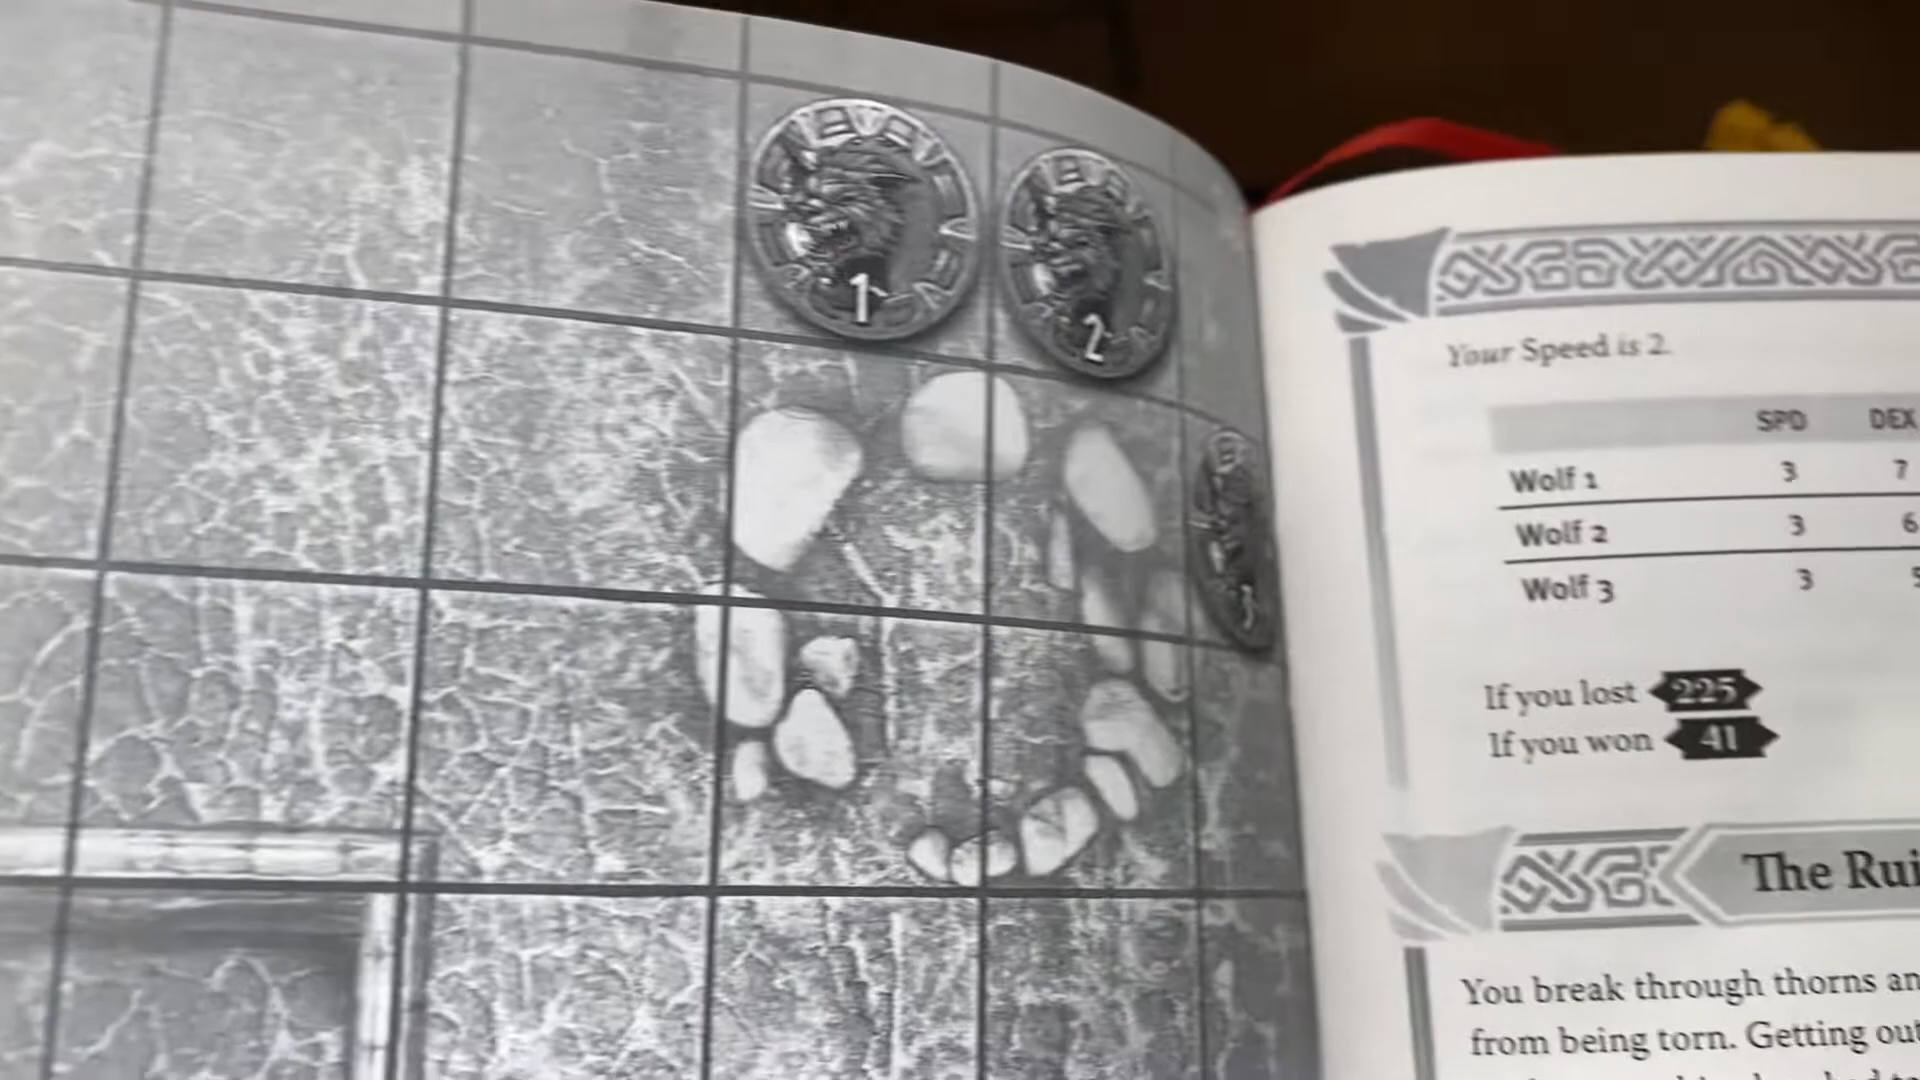 1
2
3
Your Speed is 2.
SPD DEX
Wolf 1 3 7
Wolf 2 3 6
Wolf 3 3
If you lost 225
If you won 41
The Rui
You break through thorns an
from being torn. Getting out